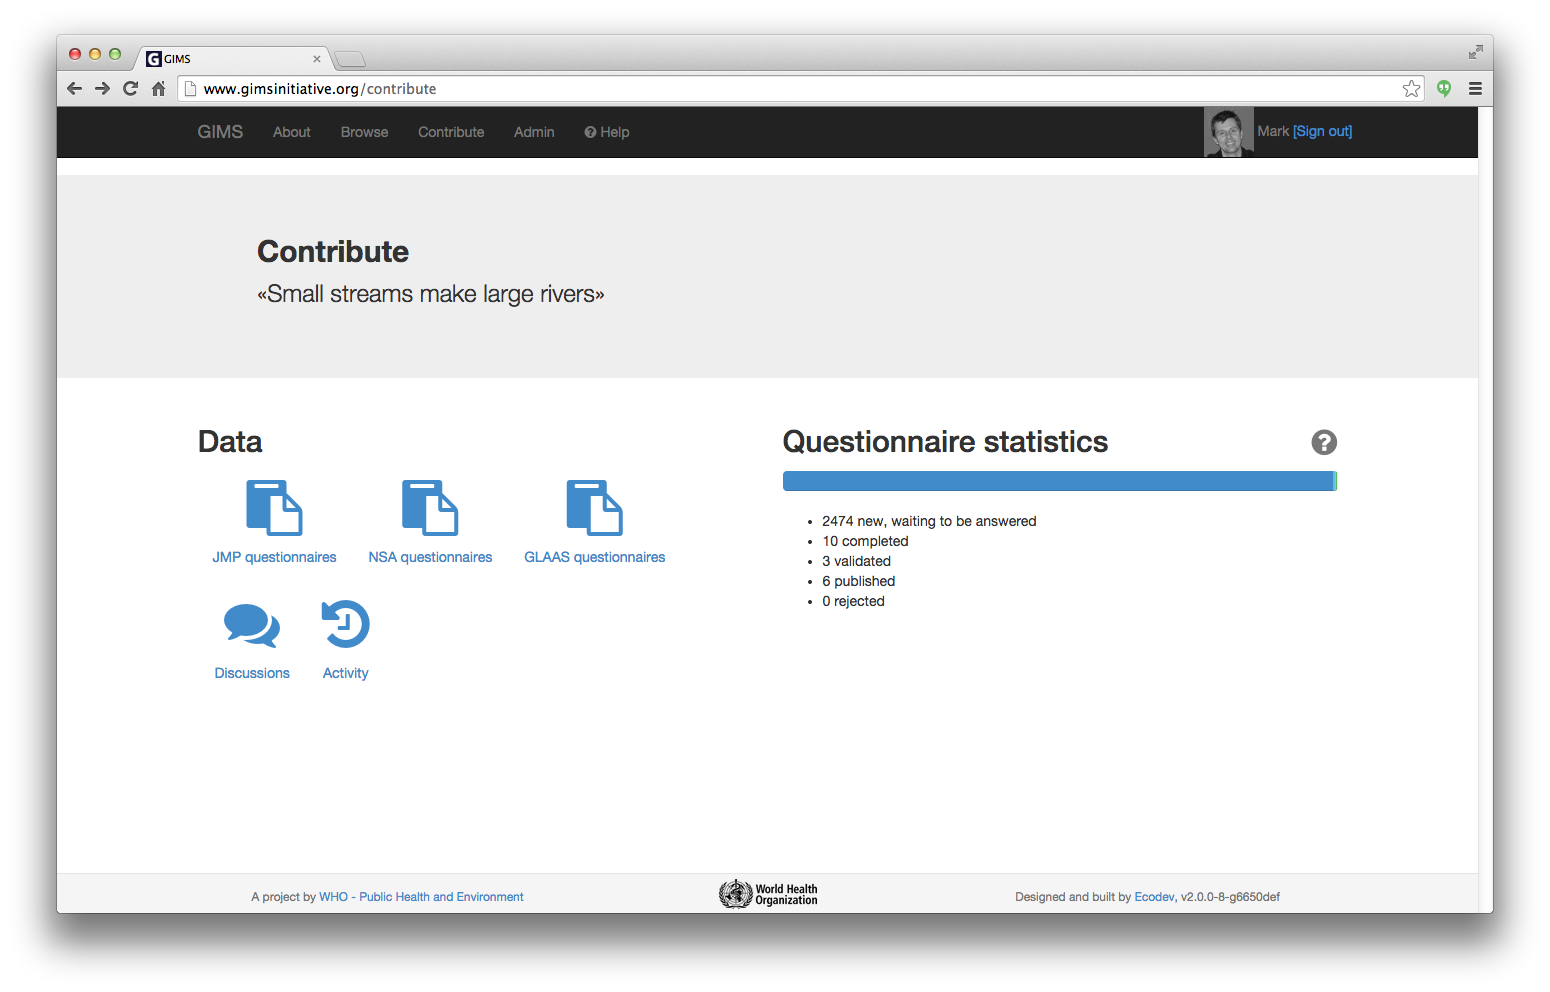 GIMS
www.gimsinitiative.org/contribute
GIMS About Browse Contribute Admin Help
Mark [Sign out]
Contribute
«Small streams make large rivers»
Data
JMP questionnaires NSA questionnaires GLAAS questionnaires
Discussions Activity
Questionnaire statistics
2474 new, waiting to be answered
10 completed
3 validated
6 published
0 rejected
A project by WHO - Public Health and Environment
World Health
Organization
Designed and built by Ecodev, v2.0.0-8-g6650def